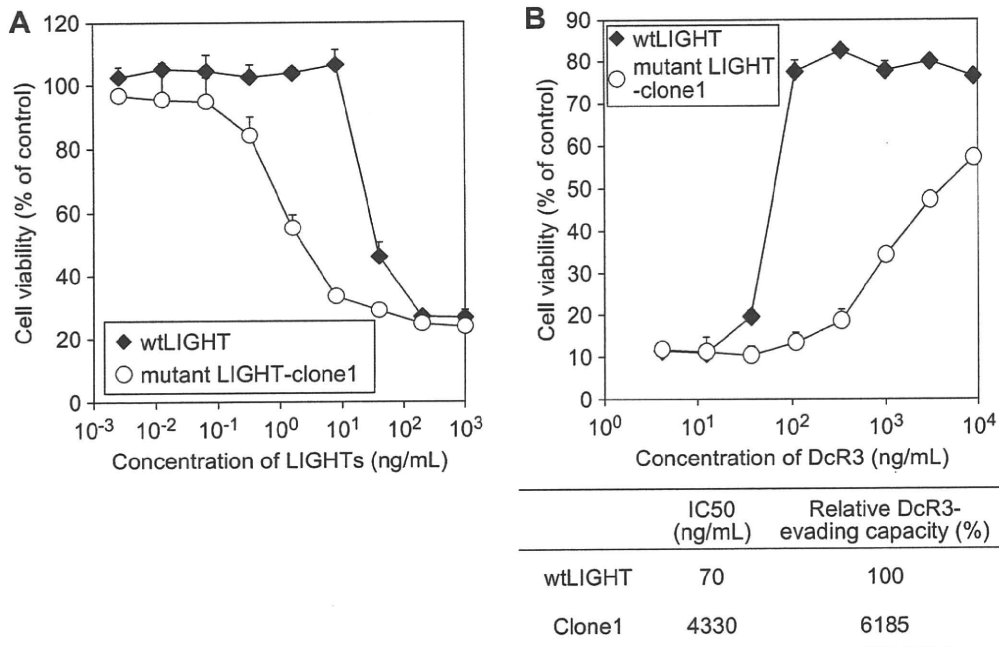 A
120
100
80
60
40
20
0
Cell viability (% of control)
wtLIGHT
mutant LIGHT-clone1
10-3
10-2
10-1
100
101
102
103
Concentration of LIGHTs (ng/mL)
B
90
80
70
60
50
40
30
20
10
0
Cell viability (% of control)
wtLIGHT
mutant LIGHT
-clone1
100
101
102
103
104
Concentration of DcR3 (ng/mL)
IC50 Relative DcR3-
(ng/mL) evading capacity (%)
wtLIGHT 70 100
Clone1 4330 6185